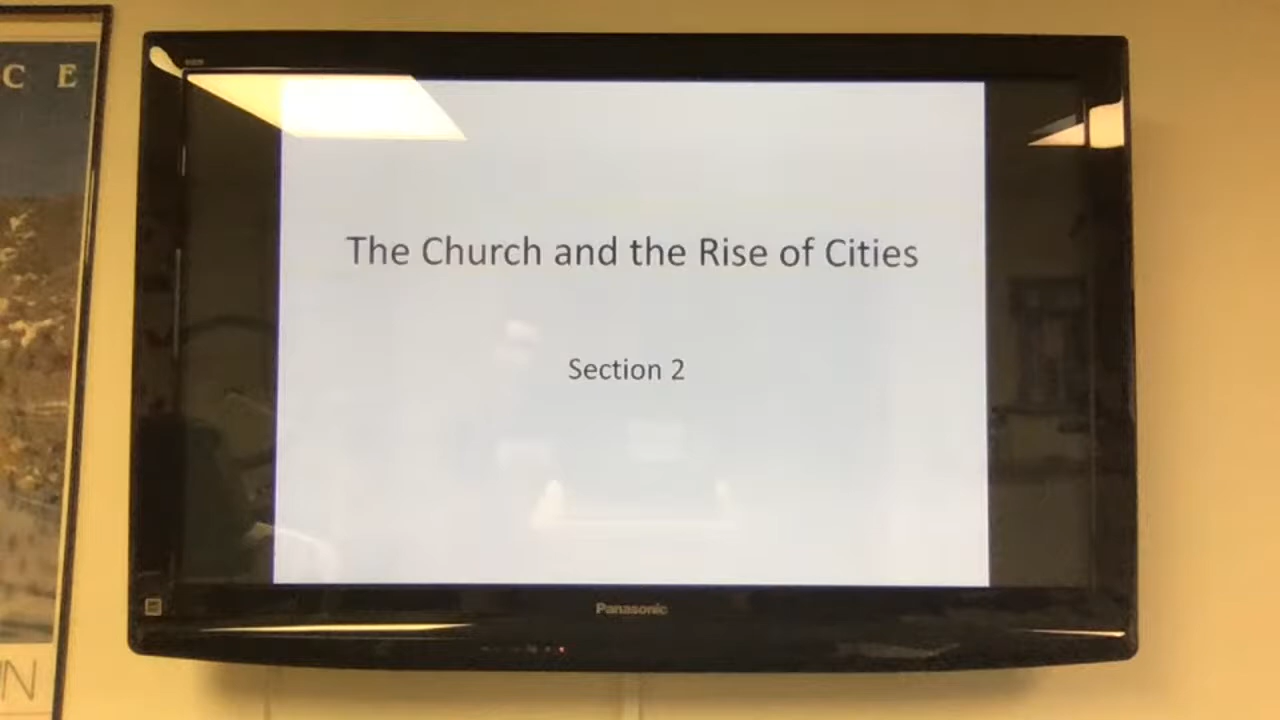 C E
The Church and the Rise of Cities
Section 2
Panasonic
N